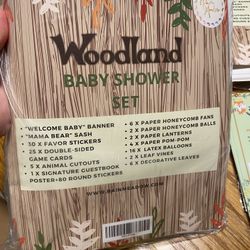 Woodland
BABY SHOWER
SET
• "WELCOME BABY" BANNER
• "MAMA BEAR" SASH
• 30 X FAVOR STICKERS
• 25 X DOUBLE-SIDED
GAME CARDS
• 5 X ANIMAL CUTOUTS
• 1 X SIGNATURE GUESTBOOK
POSTER+80 ROUND STICKERS
• 6 X PAPER HONEYCOMB FANS
• 2 X PAPER HONEYCOMB BALLS
• 2 X PAPER LANTERNS
• 4 X PAPER POM-POM
• 16 X LATEX BALLOONS
• 2 X LEAF VINES
• 6 X DECORATIVE LEAVES